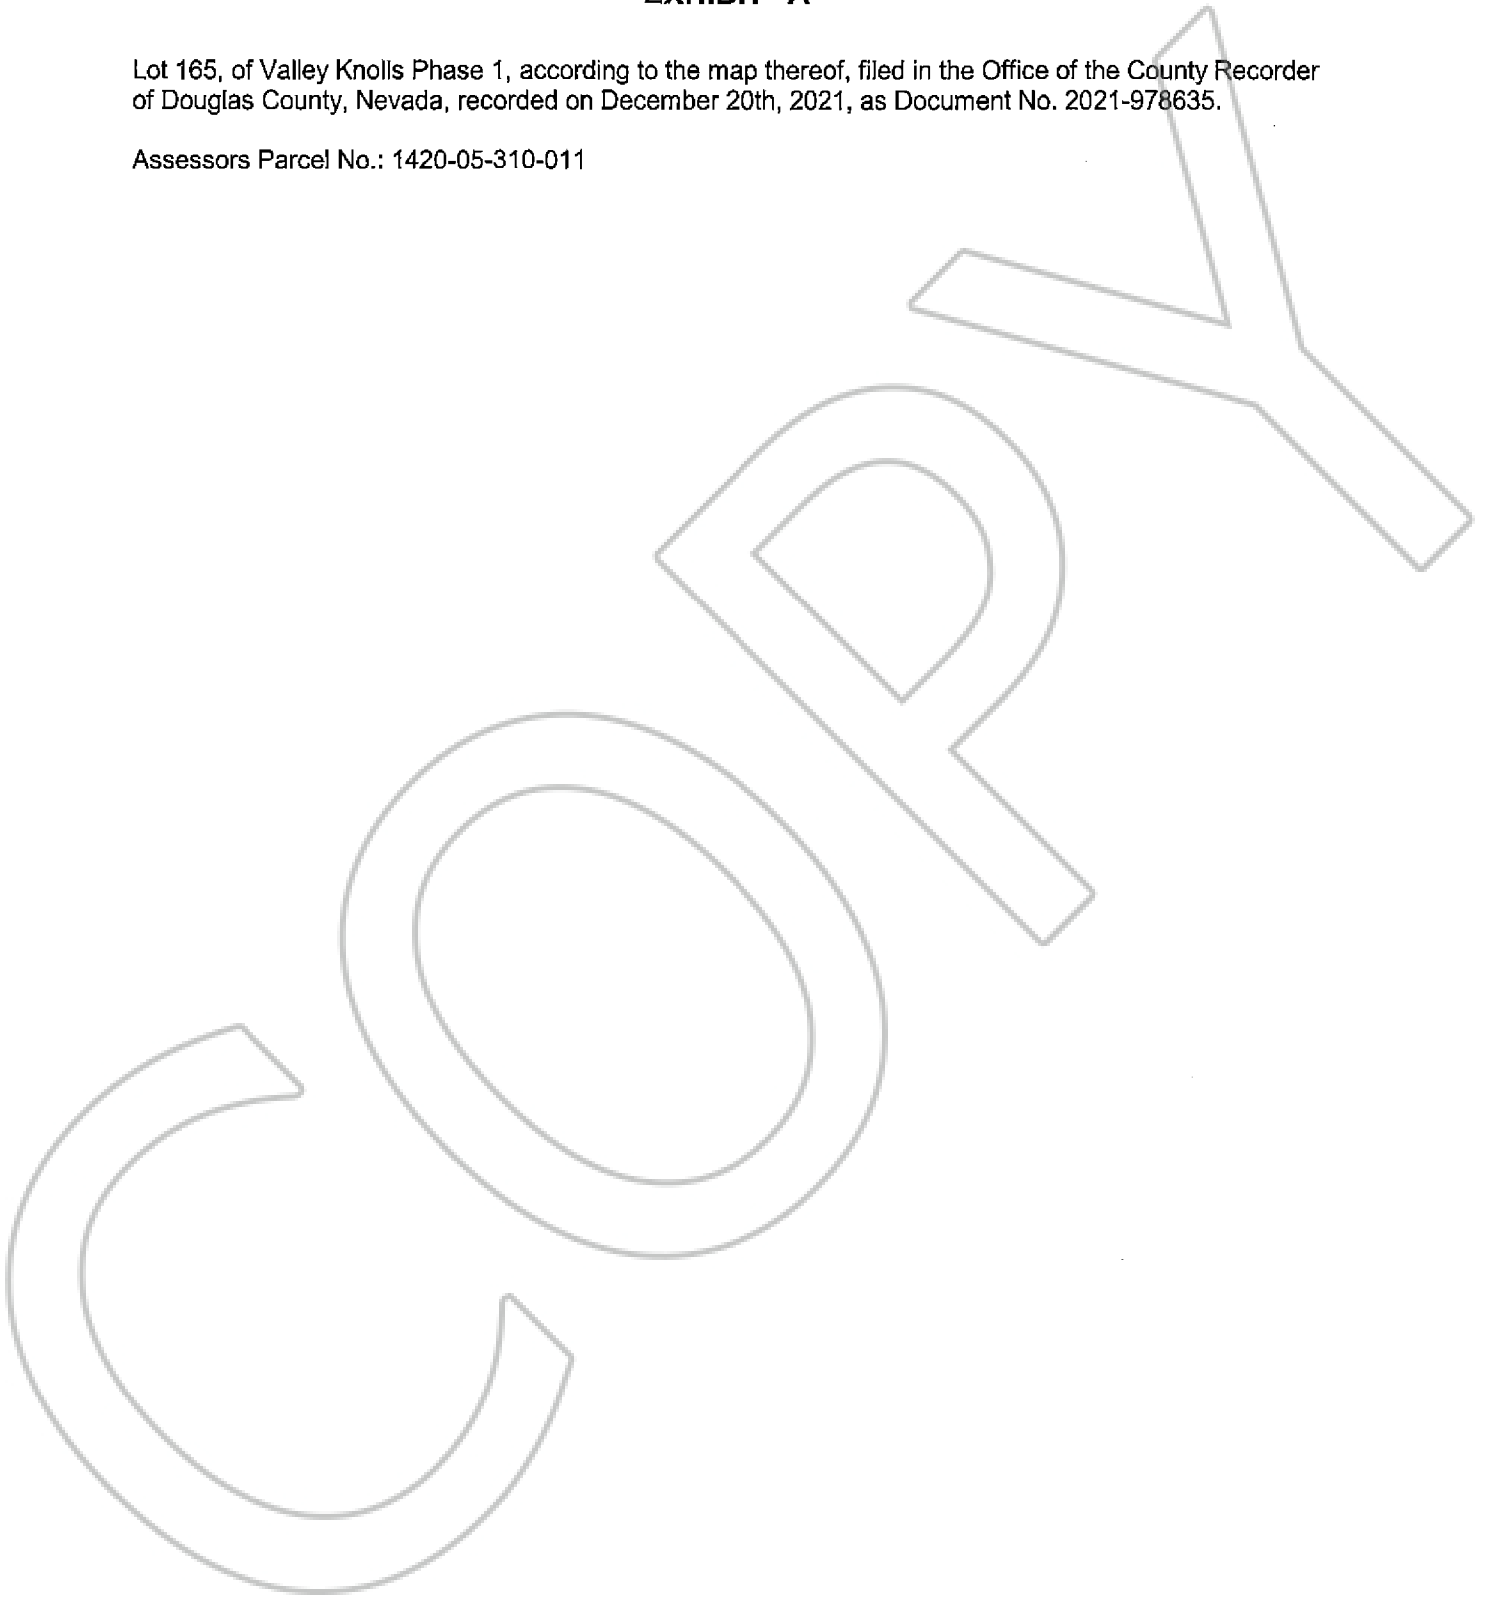 EXHIBIT "A"
Lot 165, of Valley Knolls Phase 1, according to the map thereof, filed in the Office of the County Recorder
of Douglas County, Nevada, recorded on December 20th, 2021, as Document No. 2021-978635.
Assessors Parcel No.: 1420-05-310-011
COPY